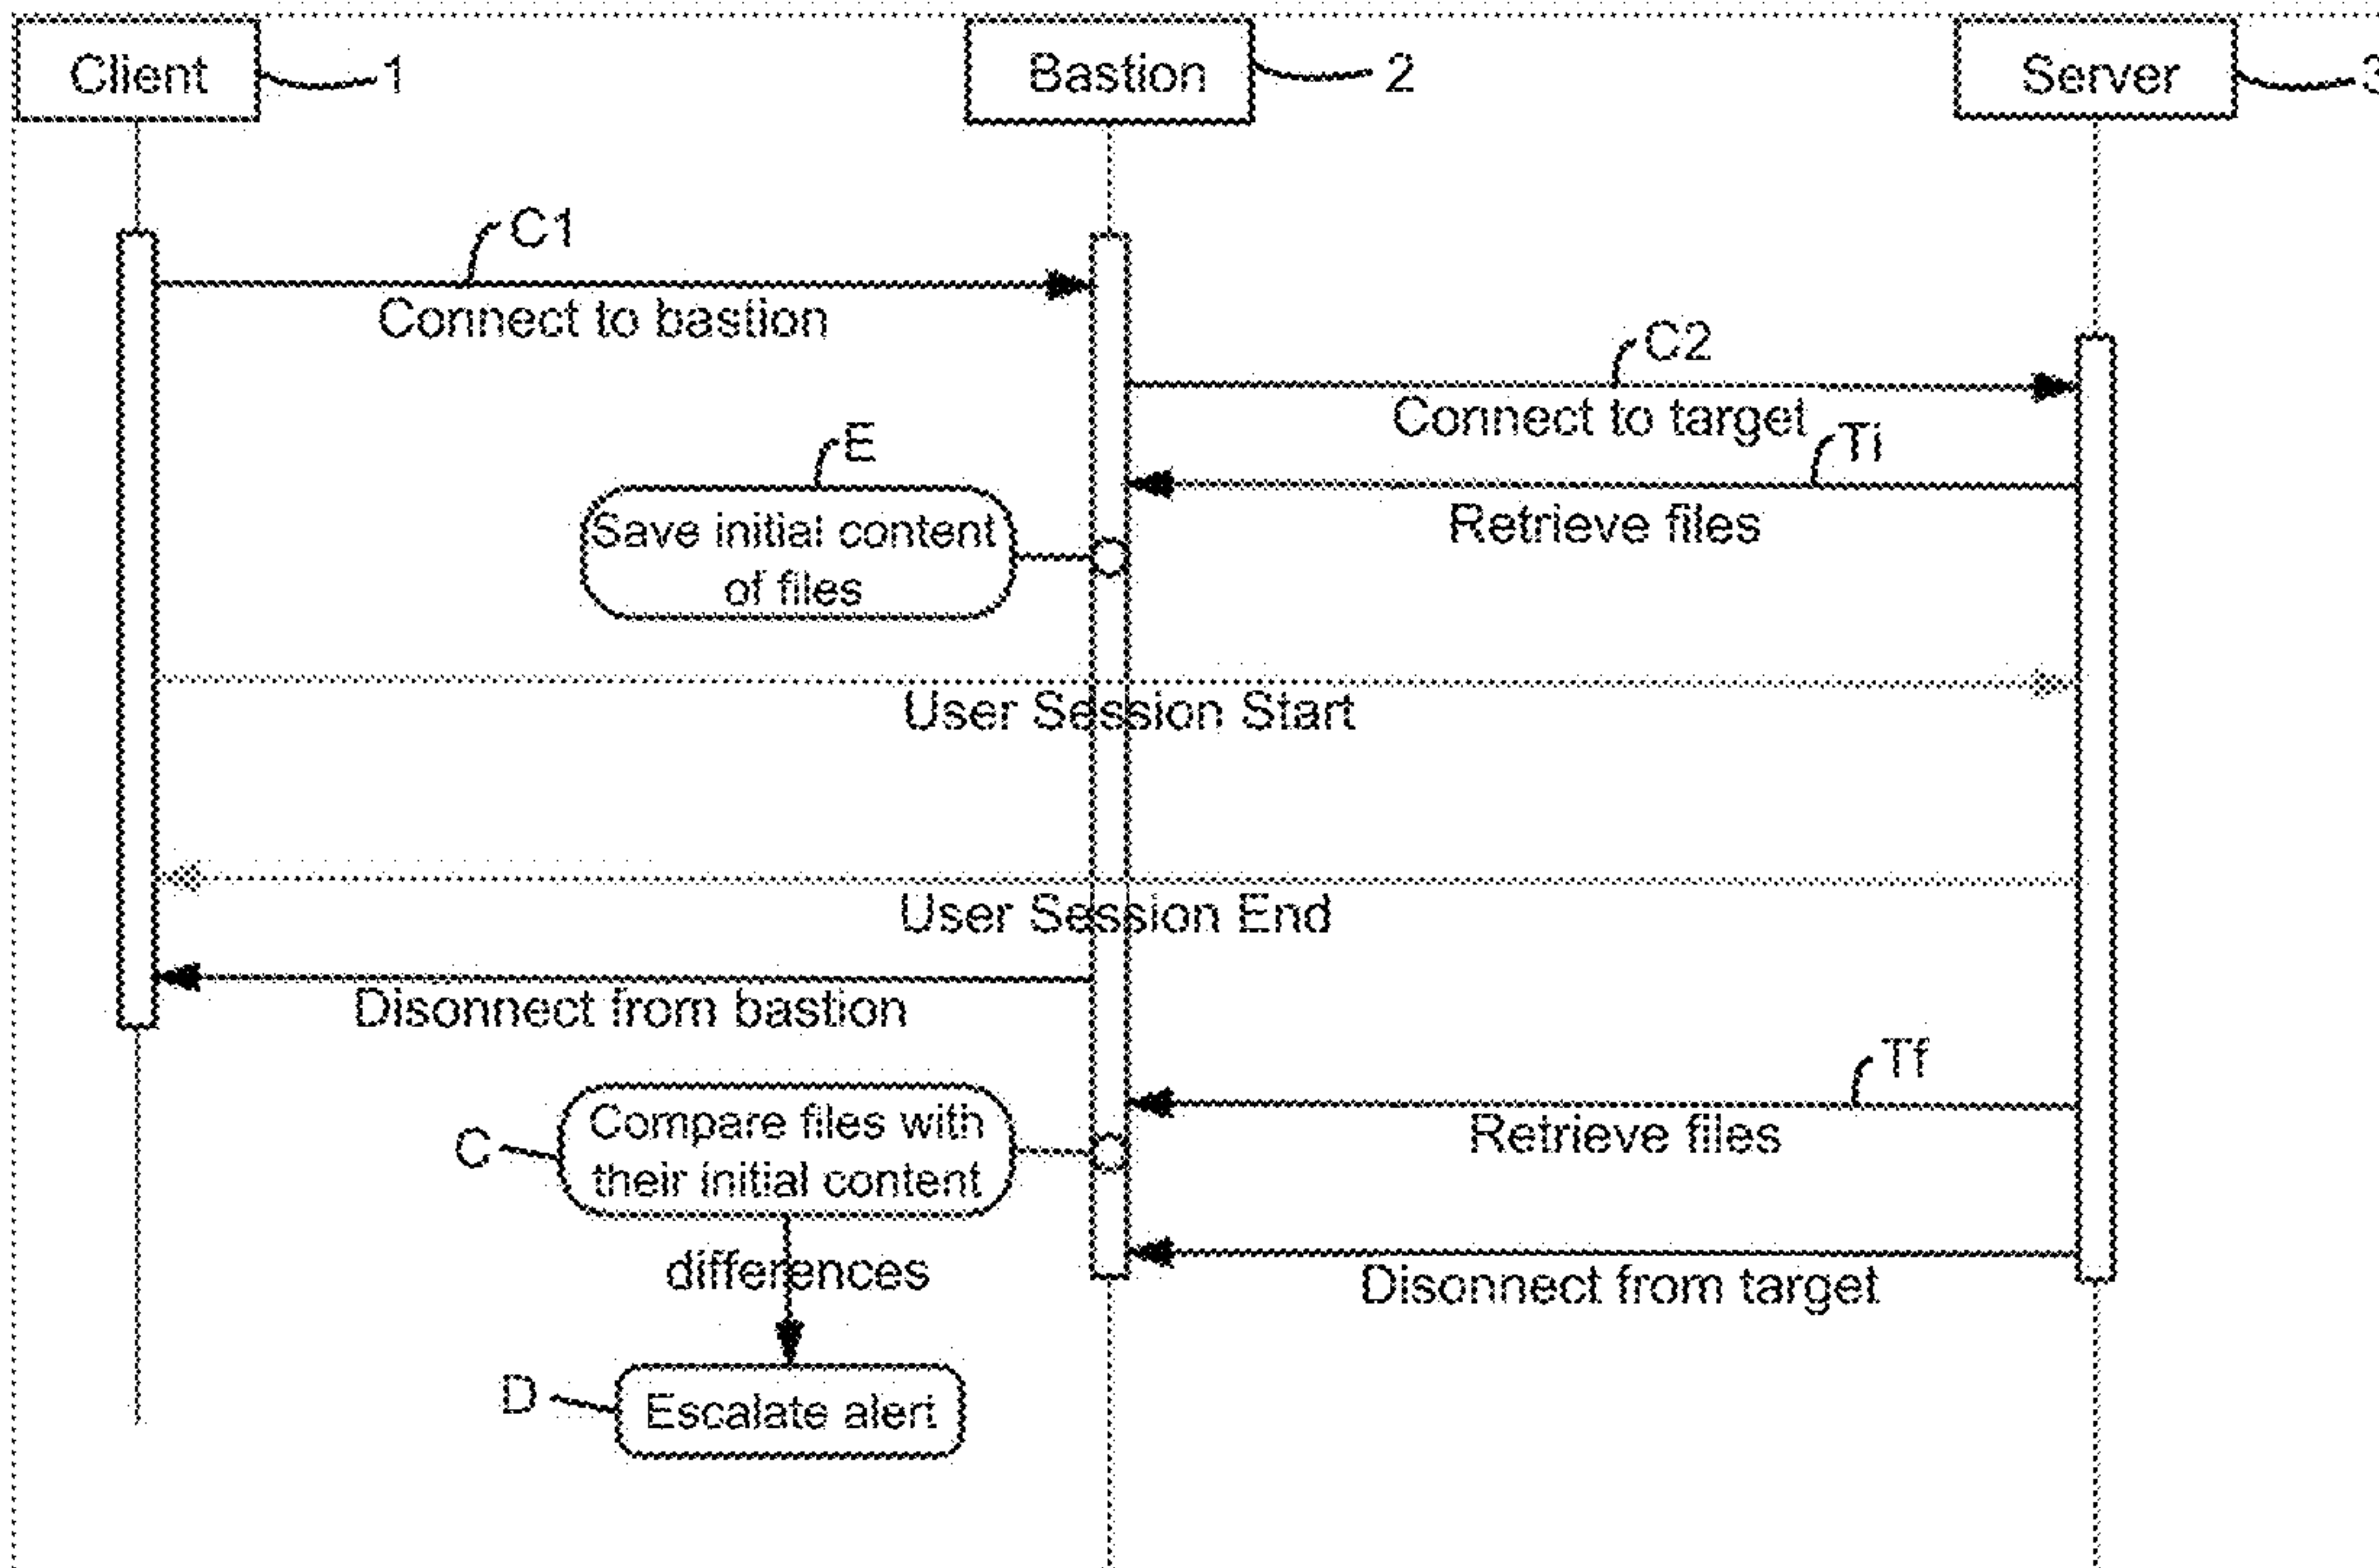 Client
1
Bastion
2
Server
3
C1
Connect to bastion
C2
Connect to target
E
Ti
Save initial content
of files
Retrieve files
User Session Start
User Session End
Disonnect from bastion
Tf
Retrieve files
C
Compare files with
their initial content
differences
Disonnect from target
D
Escalate alert